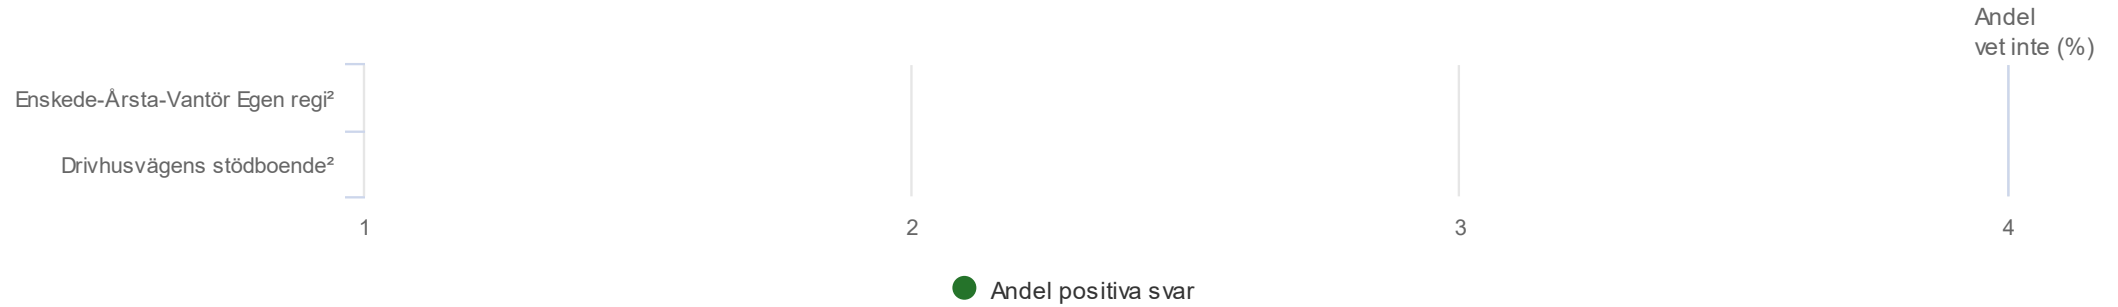 Andel
vet inte (%)
Enskede-Årsta-Vantör Egen regi²
Drivhusvägens stödboende²
1 2 3 4
Andel positiva svar